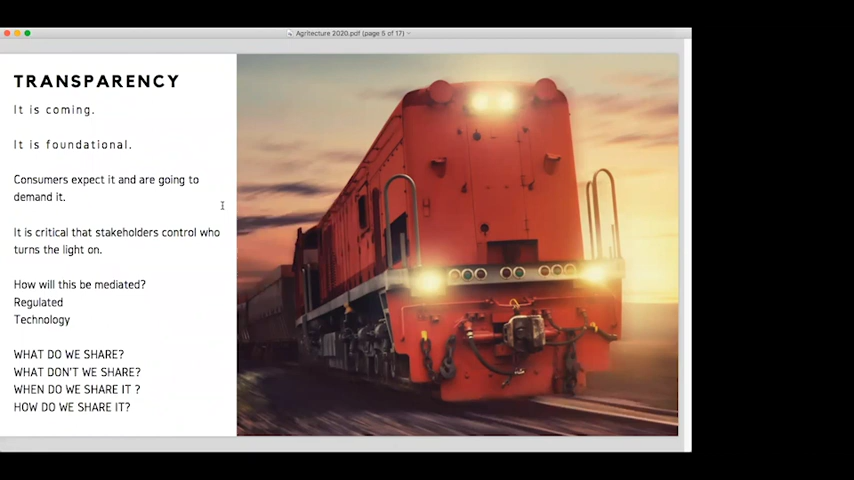 Agritecture 2020.pdf (page 5 of 17)
TRANSPARENCY
It is coming.
It is foundational.
Consumers expect it and are going to
demand it.
It is critical that stakeholders control who
turns the light on.
How will this be mediated?
Regulated
Technology
WHAT DO WE SHARE?
WHAT DON'T WE SHARE?
WHEN DO WE SHARE IT ?
HOW DO WE SHARE IT?